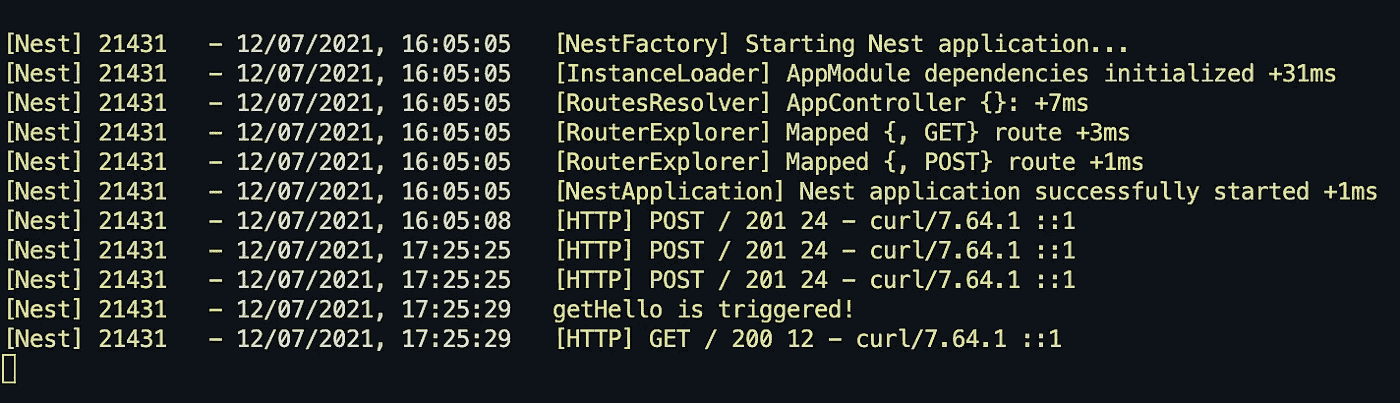 [Nest] 21431   - 12/07/2021, 16:05:05   [NestFactory] Starting Nest application...
[Nest] 21431   - 12/07/2021, 16:05:05   [InstanceLoader] AppModule dependencies initialized +31ms
[Nest] 21431   - 12/07/2021, 16:05:05   [RoutesResolver] AppController {}: +7ms
[Nest] 21431   - 12/07/2021, 16:05:05   [RouterExplorer] Mapped {, GET} route +3ms
[Nest] 21431   - 12/07/2021, 16:05:05   [RouterExplorer] Mapped {, POST} route +1ms
[Nest] 21431   - 12/07/2021, 16:05:05   [NestApplication] Nest application successfully started +1ms
[Nest] 21431   - 12/07/2021, 16:05:08   [HTTP] POST / 201 24 - curl/7.64.1 ::1
[Nest] 21431   - 12/07/2021, 17:25:25   [HTTP] POST / 201 24 - curl/7.64.1 ::1
[Nest] 21431   - 12/07/2021, 17:25:25   [HTTP] POST / 201 24 - curl/7.64.1 ::1
[Nest] 21431   - 12/07/2021, 17:25:29   getHello is triggered!
[Nest] 21431   - 12/07/2021, 17:25:29   [HTTP] GET / 200 12 - curl/7.64.1 ::1